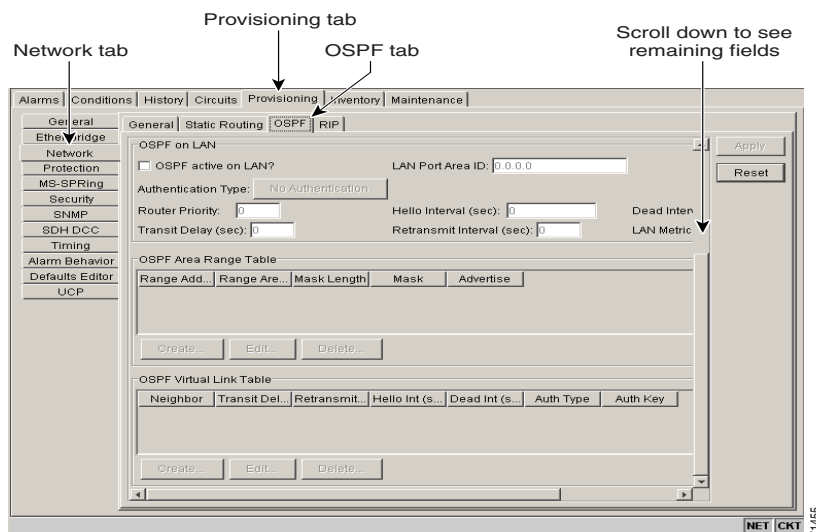 Provisioning tab
Network tab
OSPF tab
Scroll down to see
remaining fields
Alarms Conditions History Circuits Provisioning Inventory Maintenance
General
Etherbridge
Network
Protection
MS-SPRing
Security
SNMP
SDH DCC
Timing
Alarm Behavior
Defaults Editor
UCP
General Static Routing OSPF RIP
OSPF on LAN
OSPF active on LAN?
LAN Port Area ID: 0.0.0.0
Authentication Type: No Authentication
Router Priority: 0
Hello Interval (sec): 0
Dead Interv
Transit Delay (sec): 0
Retransmit Interval (sec): 0
LAN Metric
OSPF Area Range Table
Range Add... Range Are... Mask Length Mask Advertise
Create... Edit... Delete...
OSPF Virtual Link Table
Neighbor Transit Del... Retransmit... Hello Int (s... Dead Int (s... Auth Type Auth Key
Create... Edit... Delete...
Apply
Reset
NET CKT